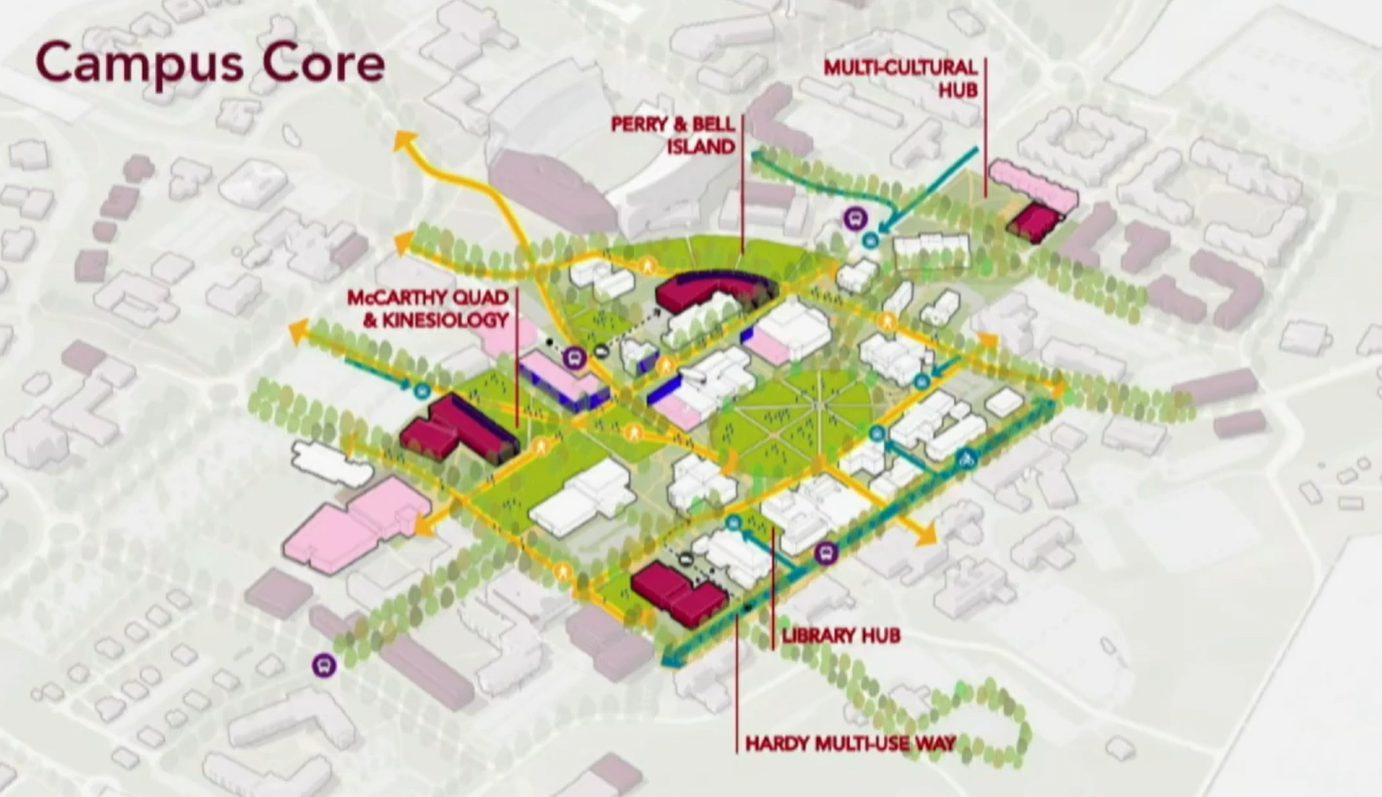 Campus Core
MULTI-CULTURAL
HUB
PERRY & BELL
ISLAND
McCARTHY QUAD
& KINESIOLOGY
LIBRARY HUB
HARDY MULTI-USE WAY